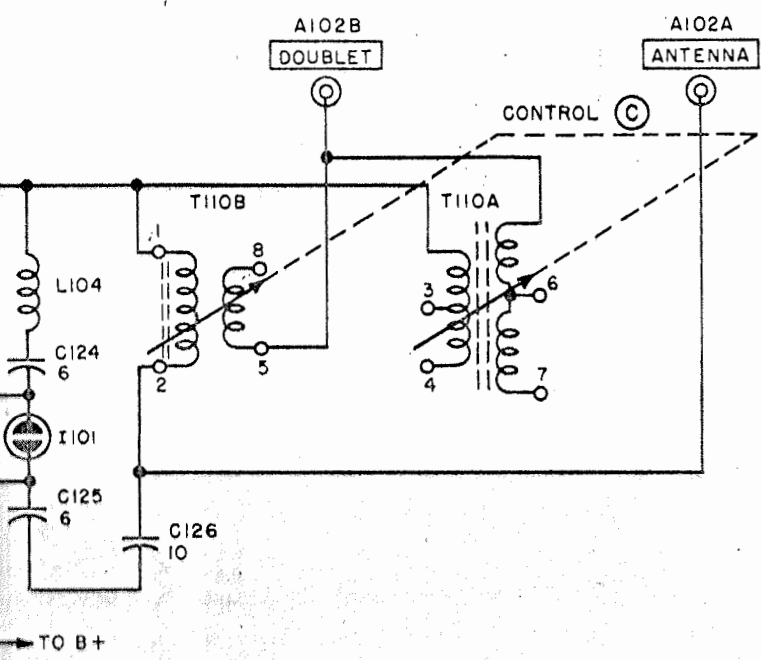 A102B
DOUBLET
A102A
ANTENNA
CONTROL C
T110B
T110A
1
8
L104
3
6
C124
6
2
5
4
7
I101
C125
6
C126
10
TO B+